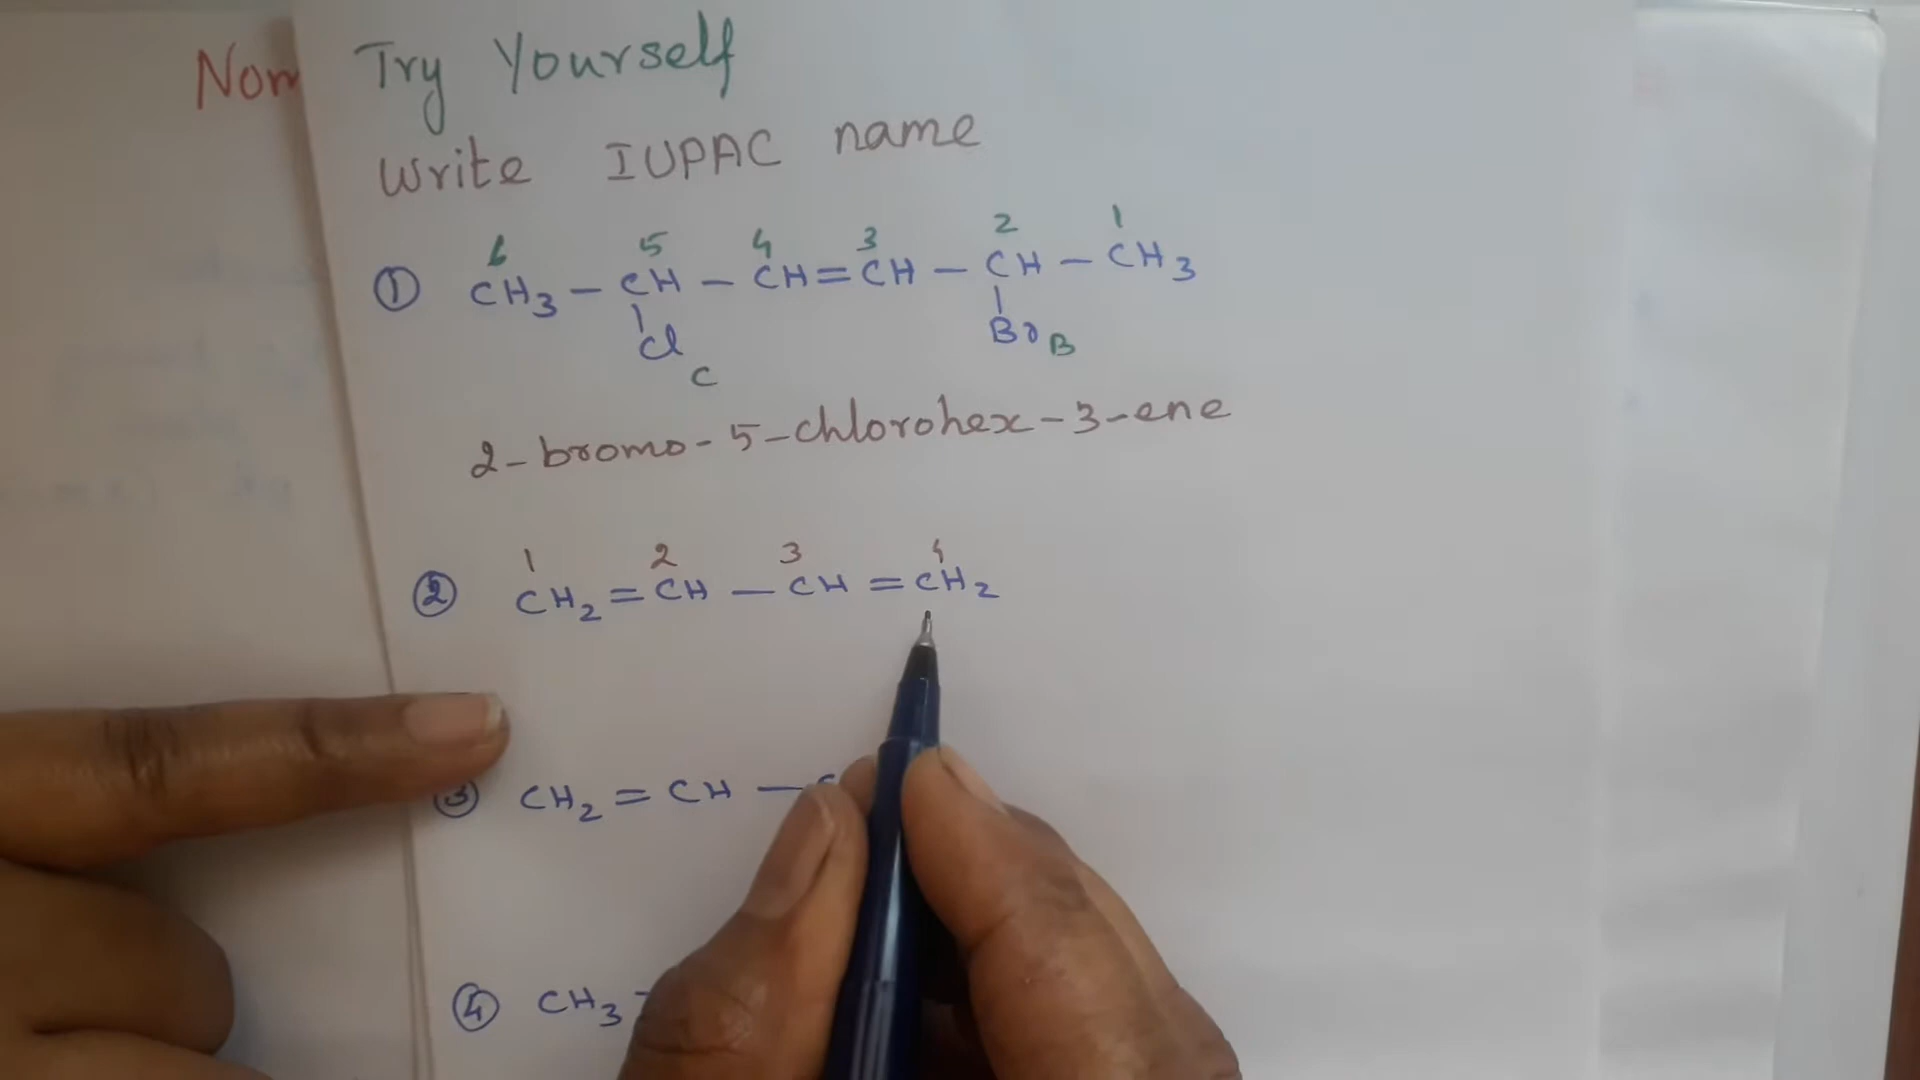 Nom
Try Yourself
Write IUPAC name
6 5 4 3 2 1
① CH3 – CH – CH = CH – CH – CH3
Cl Br B
C
2-bromo-5-chlorohex-3-ene
1 2 3 4
② CH2 = CH – CH = CH2
③ CH2 = CH –
④ CH3